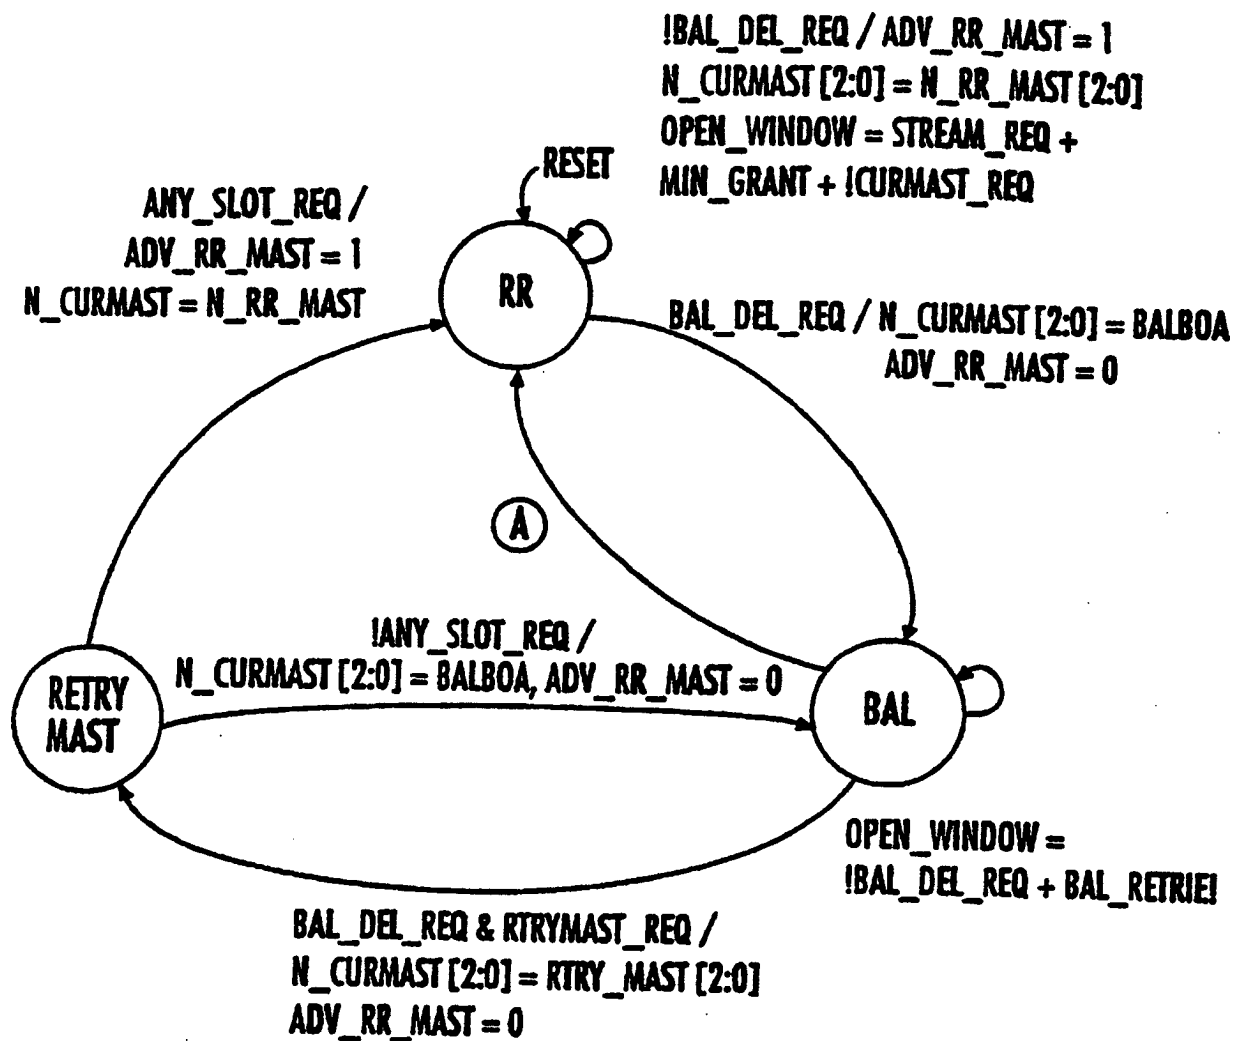 !BAL_DEL_REQ / ADV_RR_MAST = 1
N_CURMAST [2:0] = N_RR_MAST [2:0]
OPEN_WINDOW = STREAM_REQ +
MIN_GRANT + !CURMAST_REQ
RESET
ANY_SLOT_REQ /
ADV_RR_MAST = 1
N_CURMAST = N_RR_MAST
RR
BAL_DEL_REQ / N_CURMAST [2:0] = BALBOA
ADV_RR_MAST = 0
A
!ANY_SLOT_REQ /
N_CURMAST [2:0] = BALBOA, ADV_RR_MAST = 0
RETRY
MAST
BAL
OPEN_WINDOW =
!BAL_DEL_REQ + BAL_RETRIE!
BAL_DEL_REQ & RTRYMAST_REQ /
N_CURMAST [2:0] = RTRY_MAST [2:0]
ADV_RR_MAST = 0